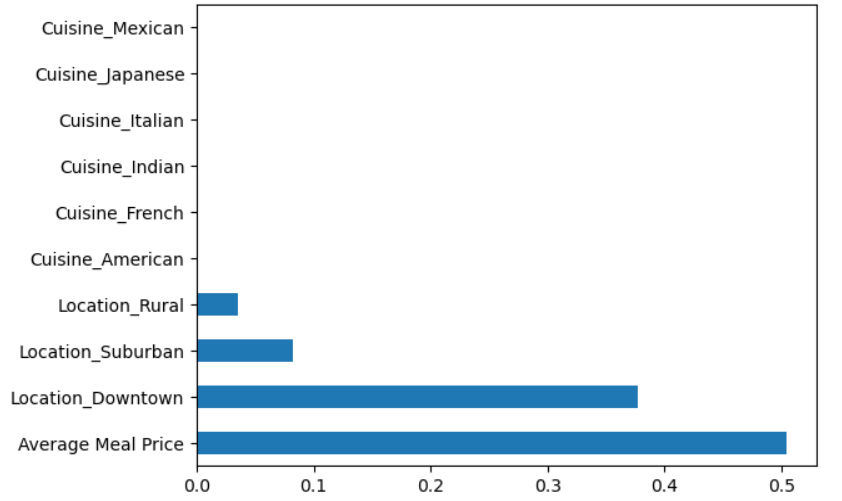 Cuisine_Mexican
Cuisine_Japanese
Cuisine_Italian
Cuisine_Indian
Cuisine_French
Cuisine_American
Location_Rural
Location_Suburban
Location_Downtown
Average Meal Price
0.0 0.1 0.2 0.3 0.4 0.5